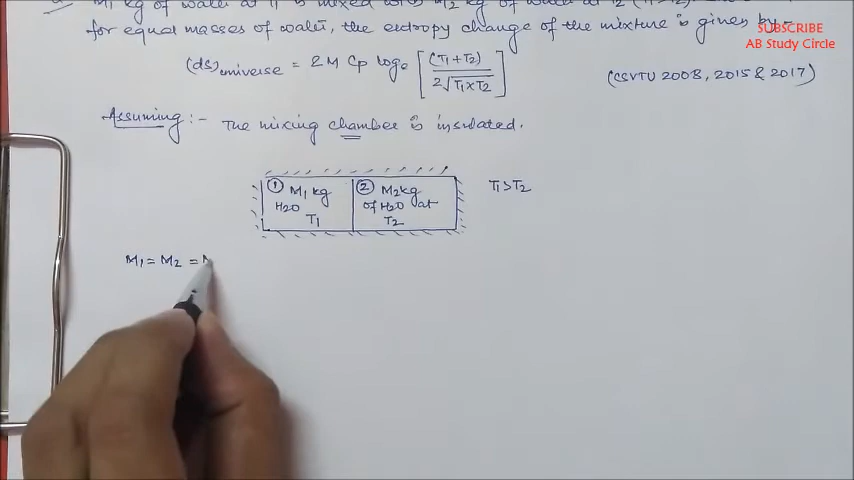 M1 kg of water at T1 is mixed with M2 kg of water at T2 (T1>T2).
for equal masses of water, the entropy change of the mixture is given by-
SUBSCRIBE
AB Study Circle
(ds)universe = 2 M Cp loge [(T1+T2) / 2√T1×T2]
(CSVTU 2008, 2015 & 2017)
Assuming :- The mixing chamber is insulated.
① M1 kg H2O T1
② M2 kg of H2O at T2
T1>T2
M1 = M2 =